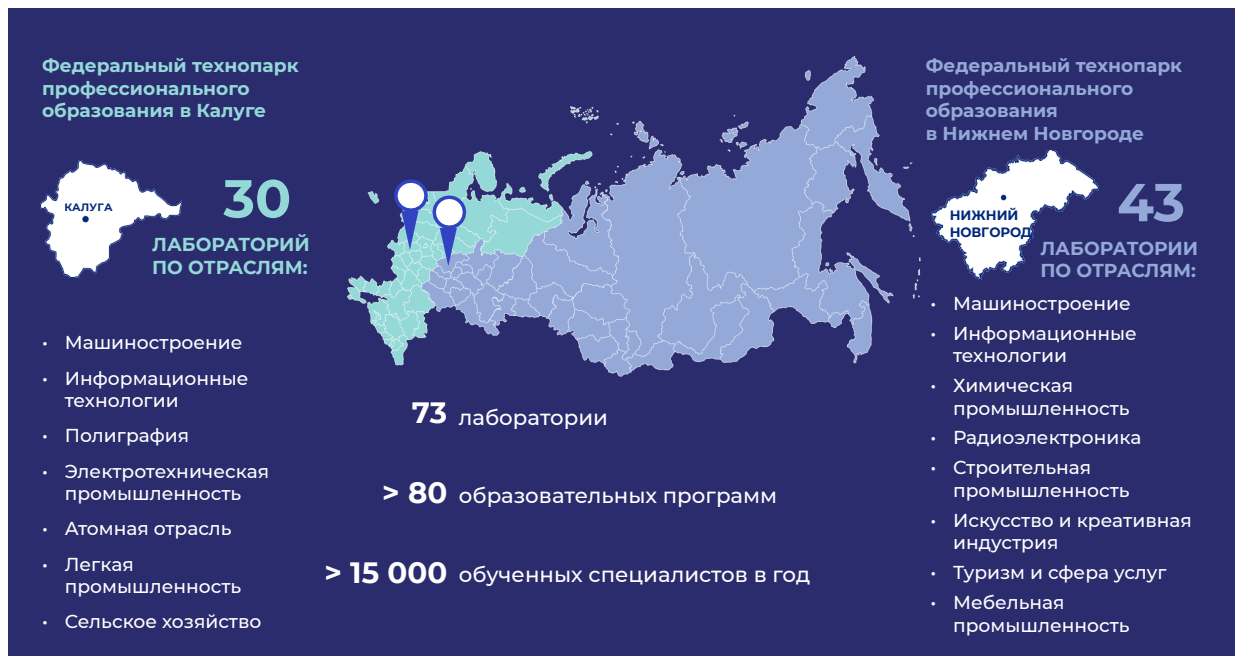 Федеральный технопарк
профессионального
образования в Калуге
КАЛУГА
30
ЛАБОРАТОРИЙ
ПО ОТРАСЛЯМ:
• Машиностроение
• Информационные
технологии
• Полиграфия
• Электротехническая
промышленность
• Атомная отрасль
• Легкая
промышленность
• Сельское хозяйство
73 лаборатории
> 80 образовательных программ
> 15 000 обученных специалистов в год
Федеральный технопарк
профессионального
образования
в Нижнем Новгороде
НИЖНИЙ
НОВГОРОД
43
ЛАБОРАТОРИИ
ПО ОТРАСЛЯМ:
• Машиностроение
• Информационные
технологии
• Химическая
промышленность
• Радиоэлектроника
• Строительная
промышленность
• Искусство и креативная
индустрия
• Туризм и сфера услуг
• Мебельная
промышленность